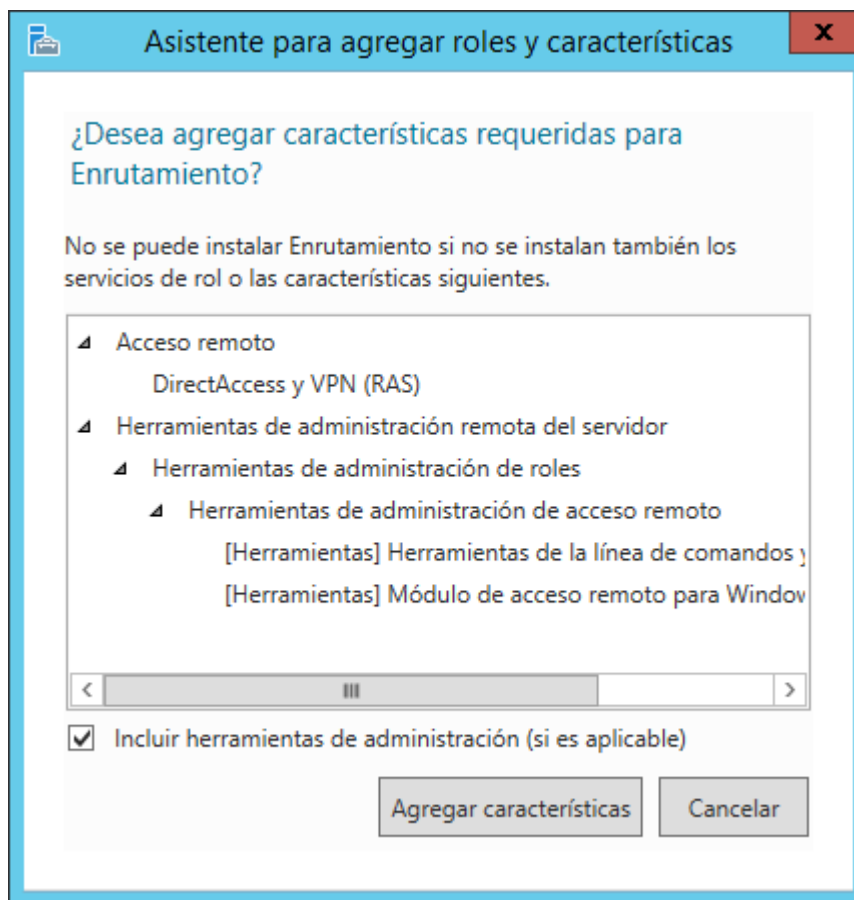 Asistente para agregar roles y características
x
¿Desea agregar características requeridas para
Enrutamiento?
No se puede instalar Enrutamiento si no se instalan también los
servicios de rol o las características siguientes.
Acceso remoto
DirectAccess y VPN (RAS)
Herramientas de administración remota del servidor
Herramientas de administración de roles
Herramientas de administración de acceso remoto
[Herramientas] Herramientas de la línea de comandos y
[Herramientas] Módulo de acceso remoto para
Incluir herramientas de administración (si es aplicable)
Agregar características
Cancelar